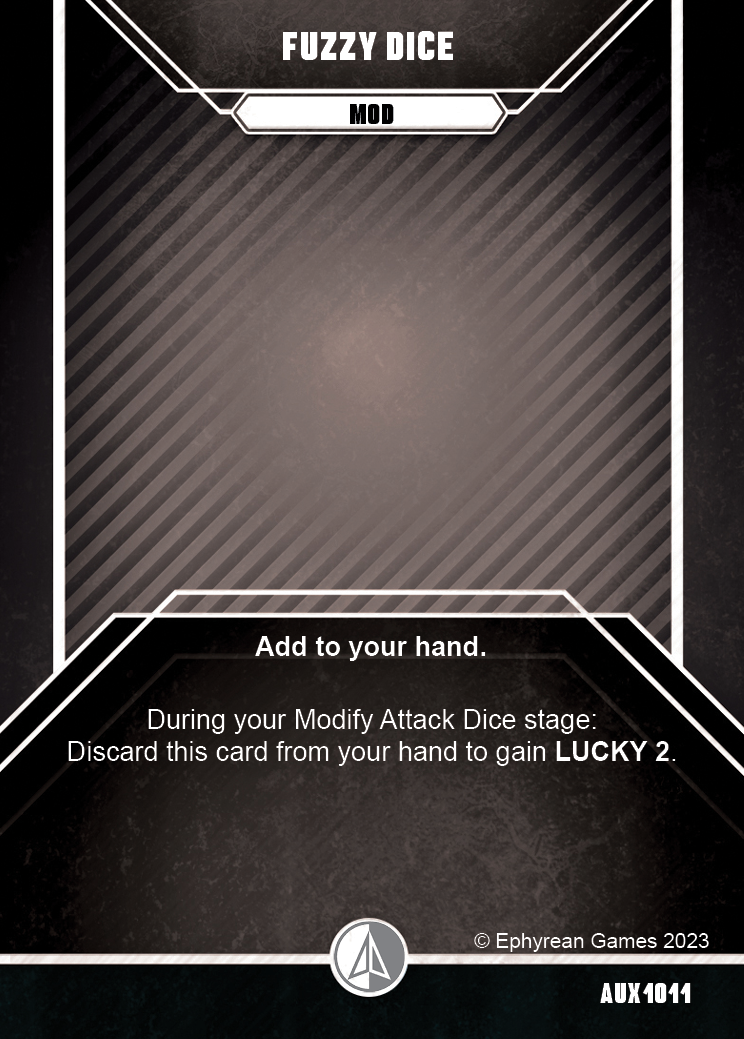 FUZZY DICE
MOD
Add to your hand.
During your Modify Attack Dice stage:
Discard this card from your hand to gain LUCKY 2.
© Ephyrean Games 2023
AUX1011